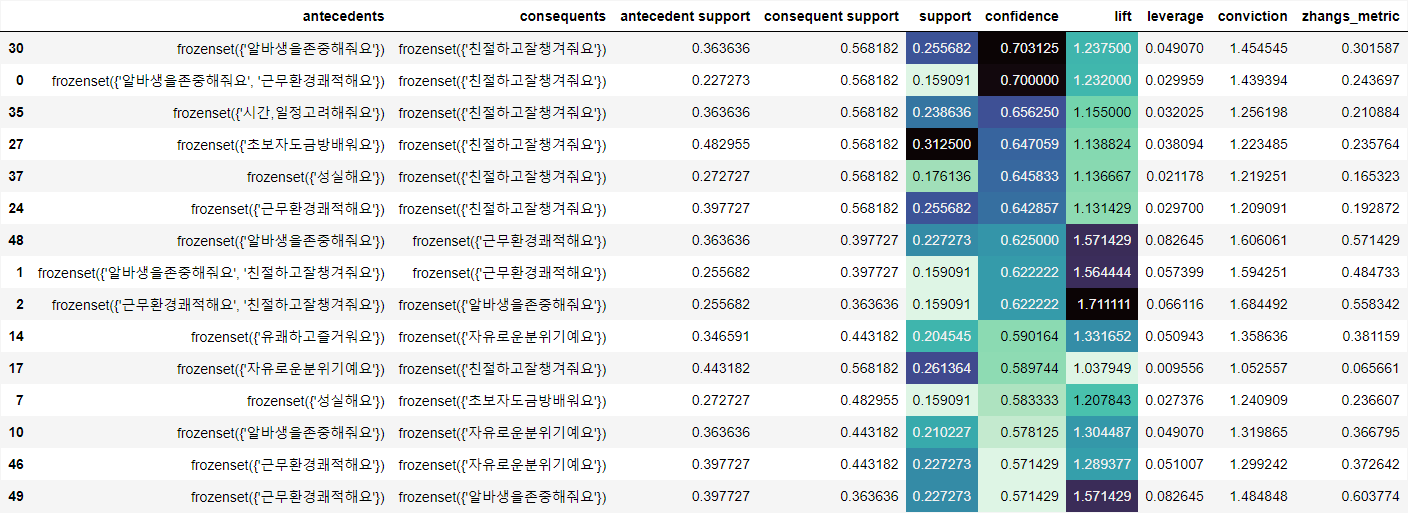 antecedents consequents antecedent support consequent support support confidence lift leverage conviction zhangs_metric
30 frozenset({'알바생을존중해줘요'}) frozenset({'친절하고잘챙겨줘요'}) 0.363636 0.568182 0.255682 0.703125 1.237500 0.049070 1.454545 0.301587
0 frozenset({'알바생을존중해줘요', '근무환경쾌적해요'}) frozenset({'친절하고잘챙겨줘요'}) 0.227273 0.568182 0.159091 0.700000 1.232000 0.029959 1.439394 0.243697
35 frozenset({'시간,일정고려해줘요'}) frozenset({'친절하고잘챙겨줘요'}) 0.363636 0.568182 0.238636 0.656250 1.155000 0.032025 1.256198 0.210884
27 frozenset({'초보자도금방배워요'}) frozenset({'친절하고잘챙겨줘요'}) 0.482955 0.568182 0.312500 0.647059 1.138824 0.038094 1.223485 0.235764
37 frozenset({'성실해요'}) frozenset({'친절하고잘챙겨줘요'}) 0.272727 0.568182 0.176136 0.645833 1.136667 0.021178 1.219251 0.165323
24 frozenset({'근무환경쾌적해요'}) frozenset({'친절하고잘챙겨줘요'}) 0.397727 0.568182 0.255682 0.642857 1.131429 0.029700 1.209091 0.192872
48 frozenset({'알바생을존중해줘요'}) frozenset({'근무환경쾌적해요'}) 0.363636 0.397727 0.227273 0.625000 1.571429 0.082645 1.606061 0.571429
1 frozenset({'알바생을존중해줘요', '친절하고잘챙겨줘요'}) frozenset({'근무환경쾌적해요'}) 0.255682 0.397727 0.159091 0.622222 1.564444 0.057399 1.594251 0.484733
2 frozenset({'근무환경쾌적해요', '친절하고잘챙겨줘요'}) frozenset({'알바생을존중해줘요'}) 0.255682 0.363636 0.159091 0.622222 1.711111 0.066116 1.684492 0.558342
14 frozenset({'유쾌하고즐거워요'}) frozenset({'자유로운분위기예요'}) 0.346591 0.443182 0.204545 0.590164 1.331652 0.050943 1.358636 0.381159
17 frozenset({'자유로운분위기예요'}) frozenset({'친절하고잘챙겨줘요'}) 0.443182 0.568182 0.261364 0.589744 1.037949 0.009556 1.052557 0.065661
7 frozenset({'성실해요'}) frozenset({'초보자도금방배워요'}) 0.272727 0.482955 0.159091 0.583333 1.207843 0.027376 1.240909 0.236607
10 frozenset({'알바생을존중해줘요'}) frozenset({'자유로운분위기예요'}) 0.363636 0.443182 0.210227 0.578125 1.304487 0.049070 1.319865 0.366795
46 frozenset({'근무환경쾌적해요'}) frozenset({'자유로운분위기예요'}) 0.397727 0.443182 0.227273 0.571429 1.289377 0.051007 1.299242 0.372642
49 frozenset({'근무환경쾌적해요'}) frozenset({'알바생을존중해줘요'}) 0.397727 0.363636 0.227273 0.571429 1.571429 0.082645 1.484848 0.603774